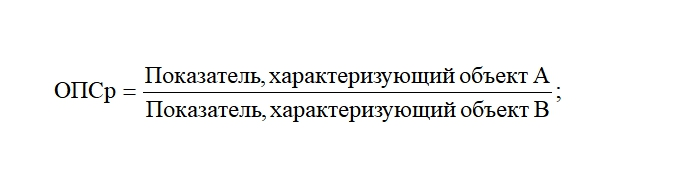 Показатель, характеризующий объект А
ОПСр = ;
Показатель, характеризующий объект В